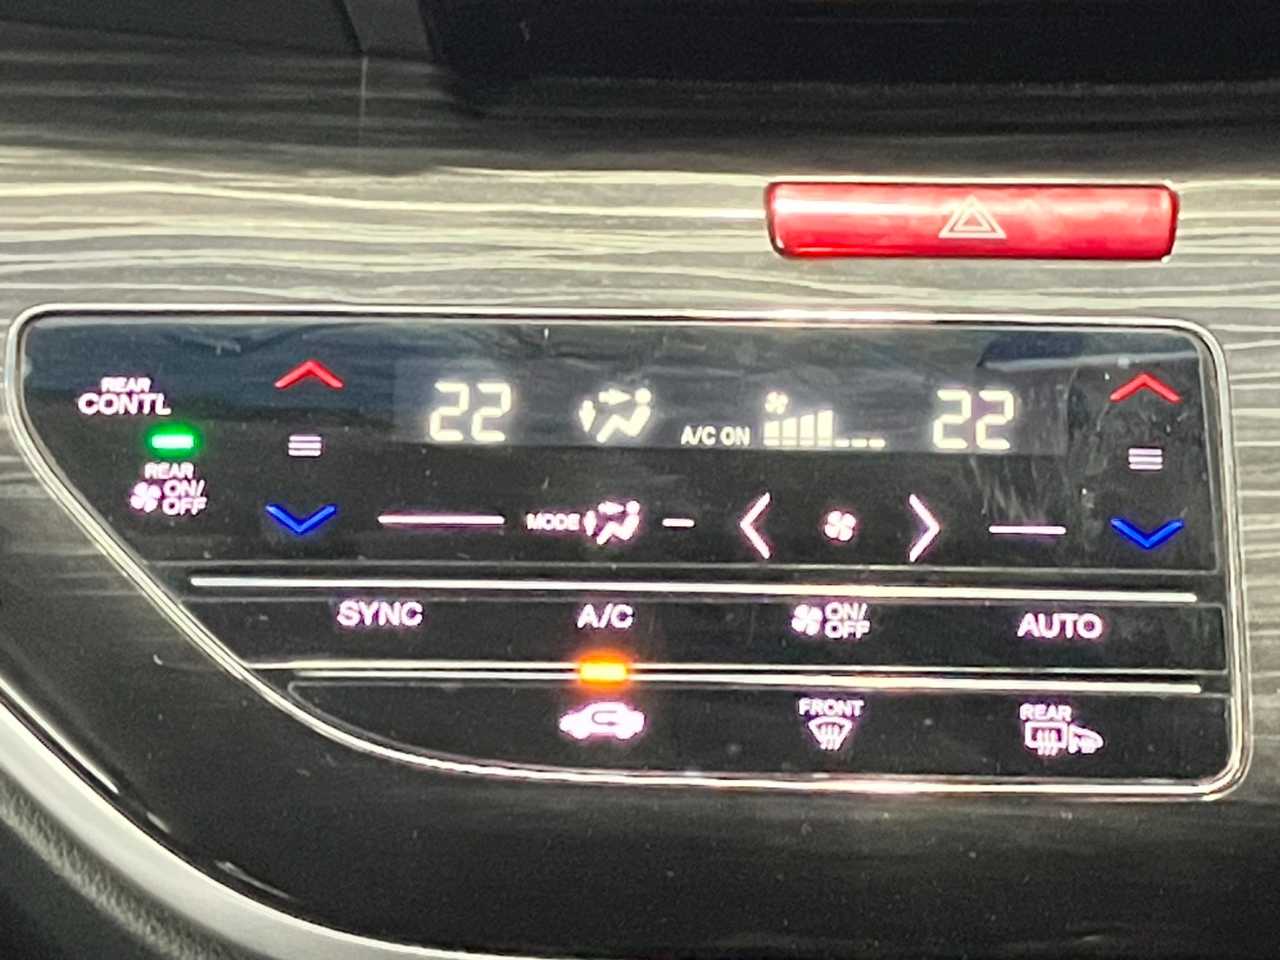 REAR
CONTL
22
A/C ON
22
REAR
ON/
OFF
MODE
SYNC
A/C
ON/
OFF
AUTO
FRONT
REAR